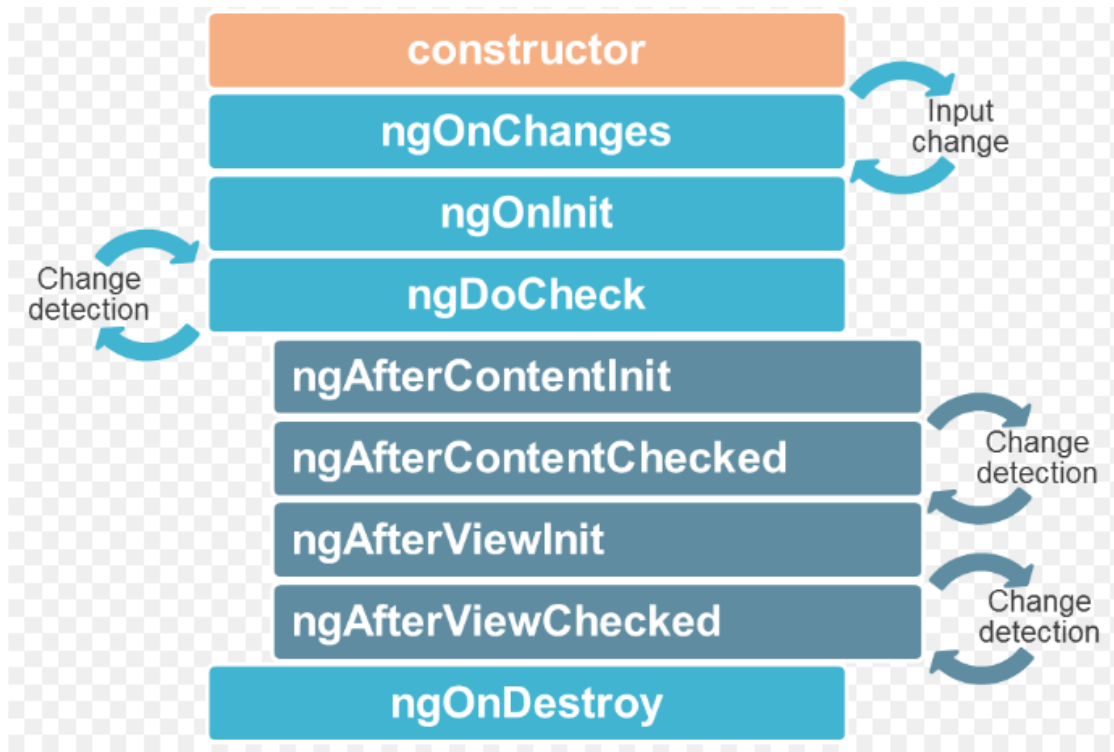 constructor
ngOnChanges
Input
change
ngOnInit
Change
detection
ngDoCheck
ngAfterContentInit
ngAfterContentChecked
Change
detection
ngAfterViewInit
ngAfterViewChecked
Change
detection
ngOnDestroy